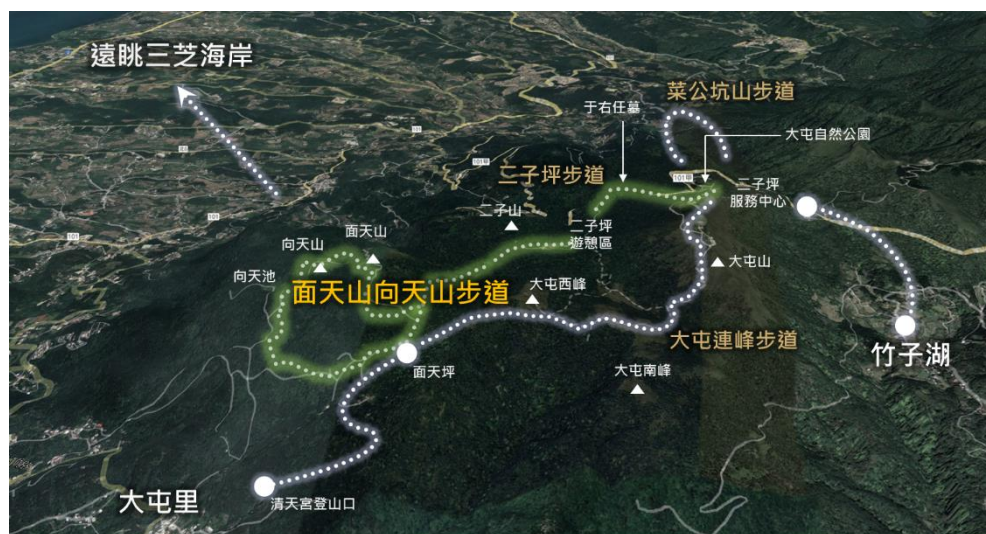 遠眺三芝海岸
菜公坑山步道
于右任墓
大屯自然公園
101甲
101甲
二子坪步道
二子坪
服務中心
二子山
二子坪
遊憩區
101
101
面天山
向天山
向天池
大屯山
大屯西峰
面天山向天山步道
大屯連峰步道
竹子湖
面天坪
大屯南峰
大屯里
清天宮登山口